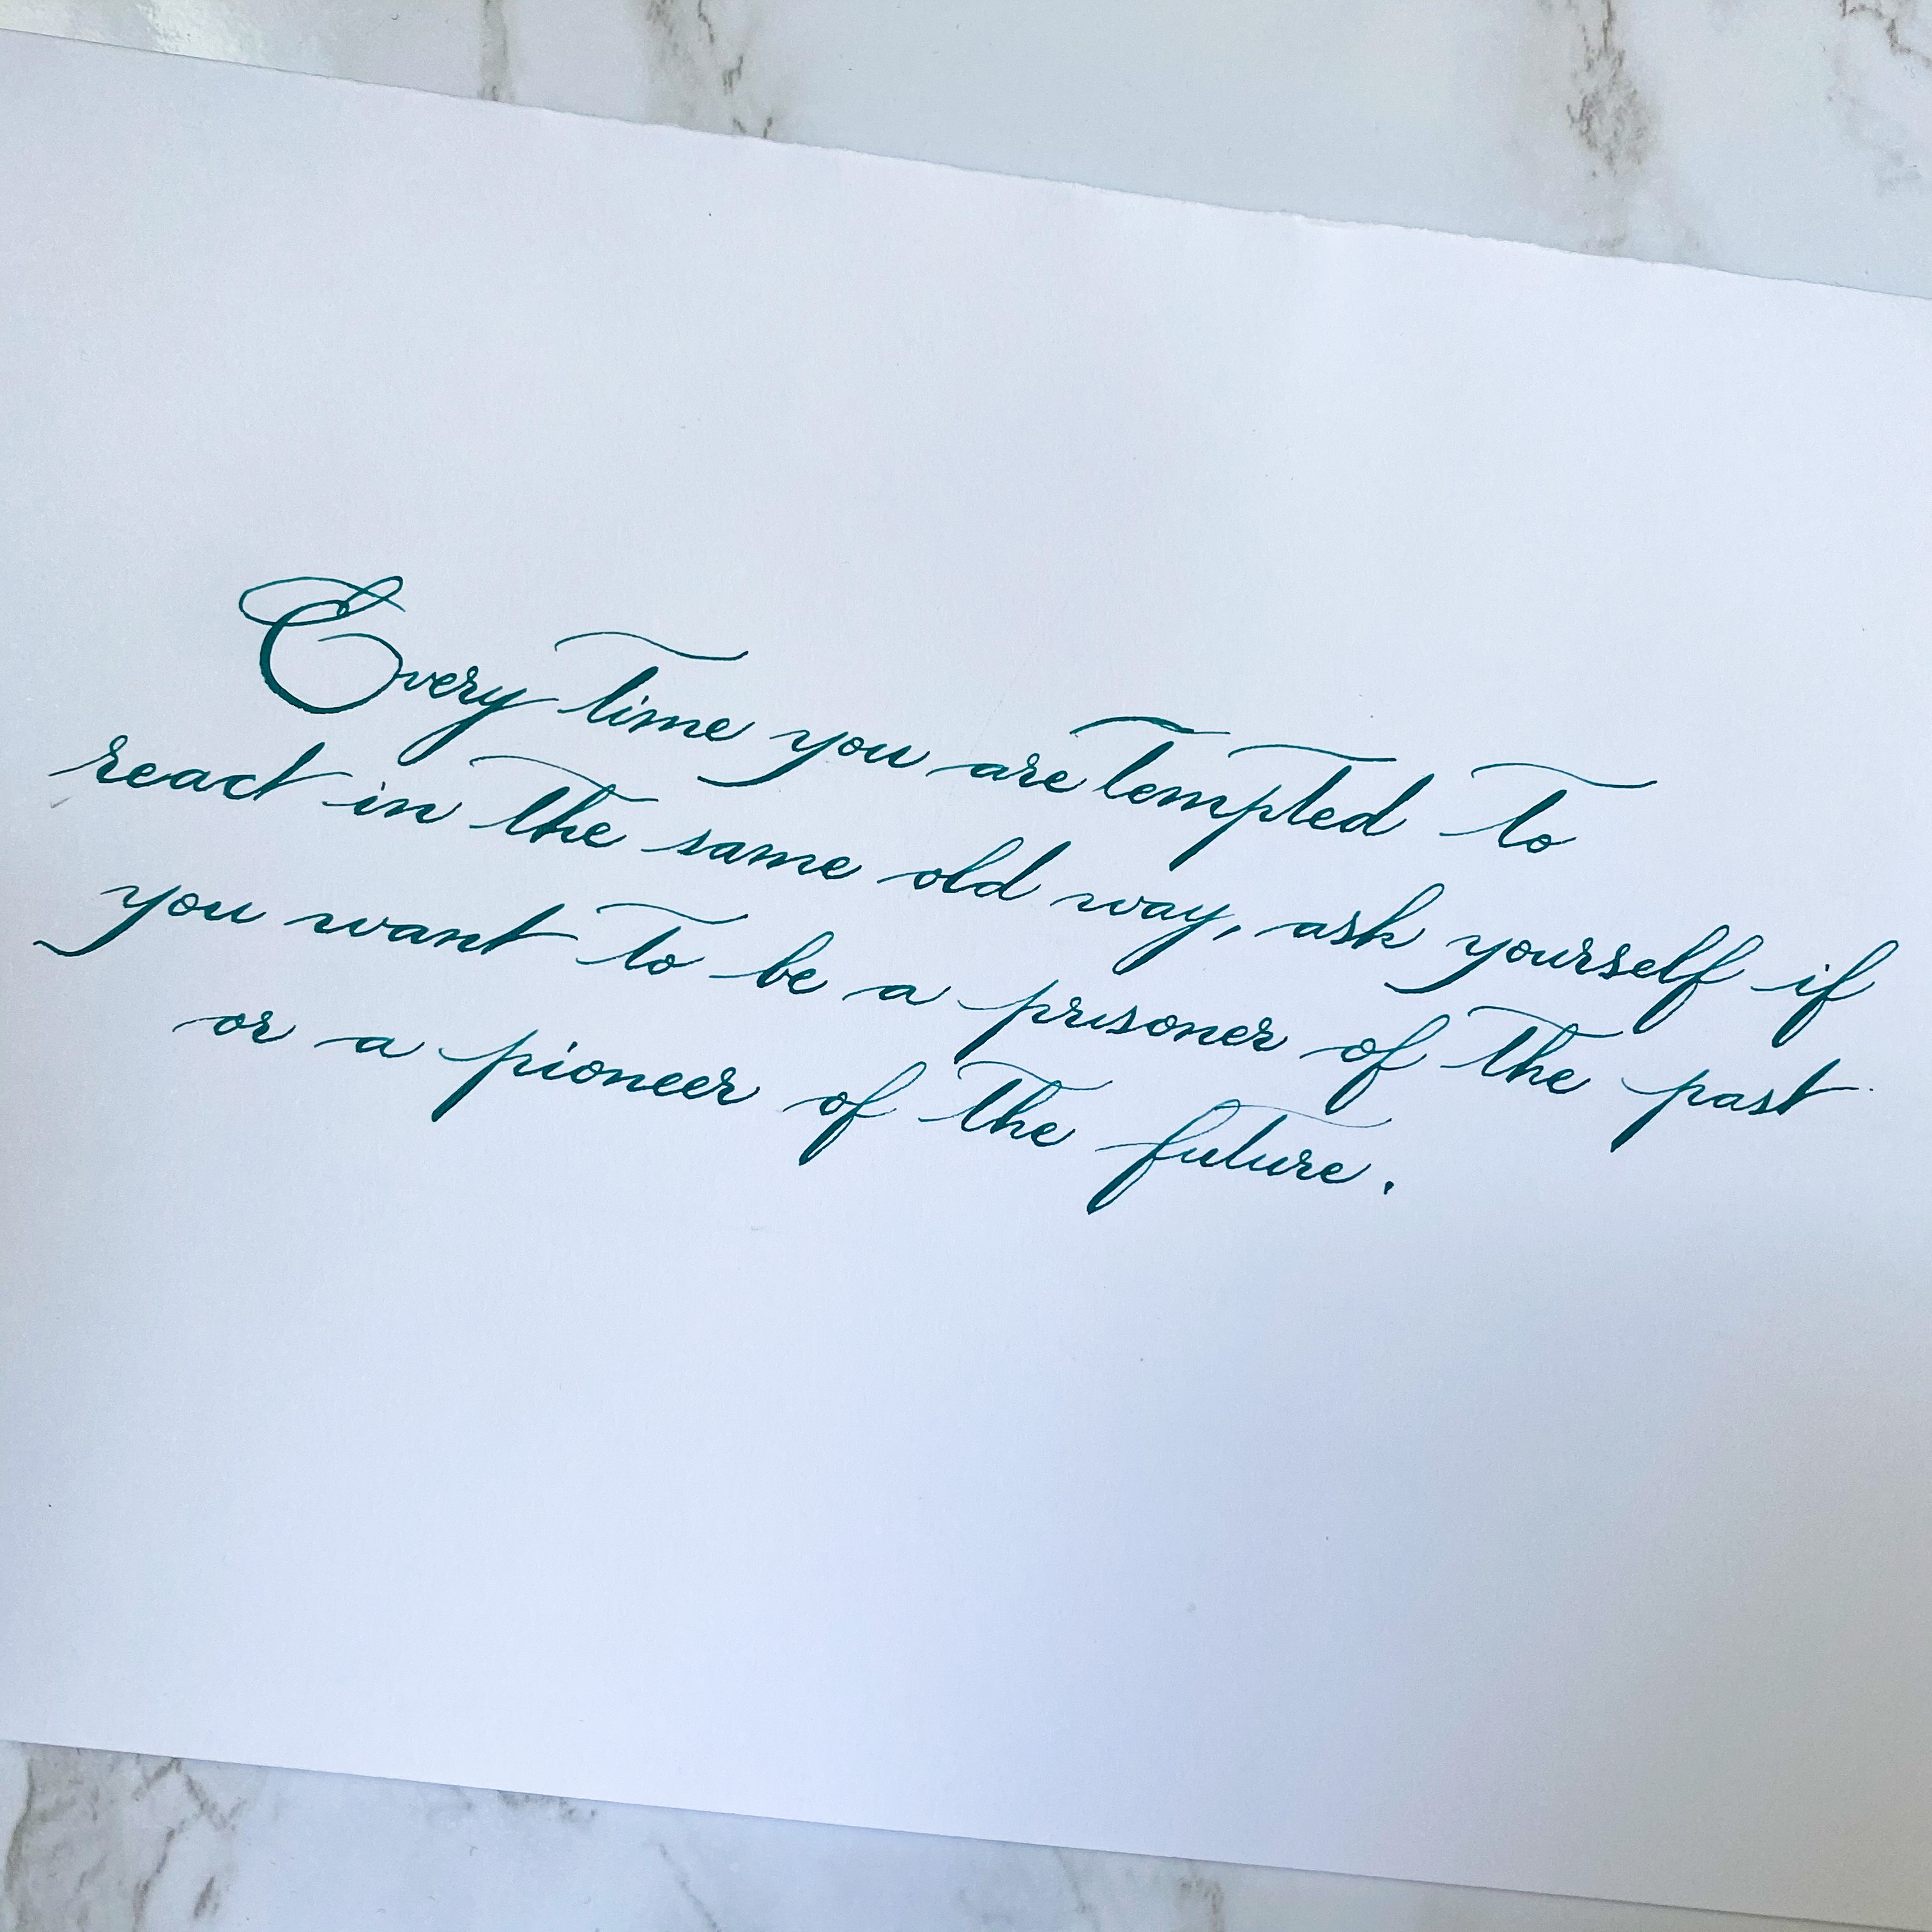 Every time you are tempted to
react in the same old way, ask yourself if
you want to be a prisoner of the past
or a pioneer of the future.